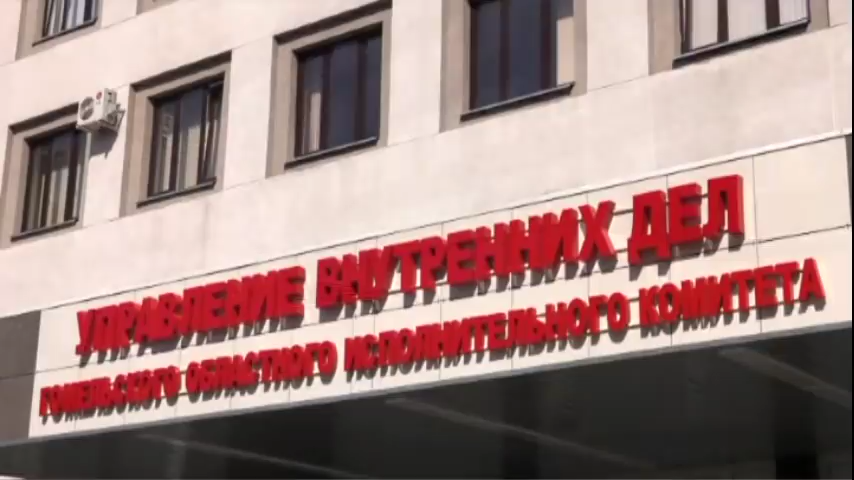 УПРАВЛЕНИЕ ВНУТРЕННИХ ДЕЛ
ГОМЕЛЬСКОГО ОБЛАСТНОГО ИСПОЛНИТЕЛЬНОГО КОМИТЕТА